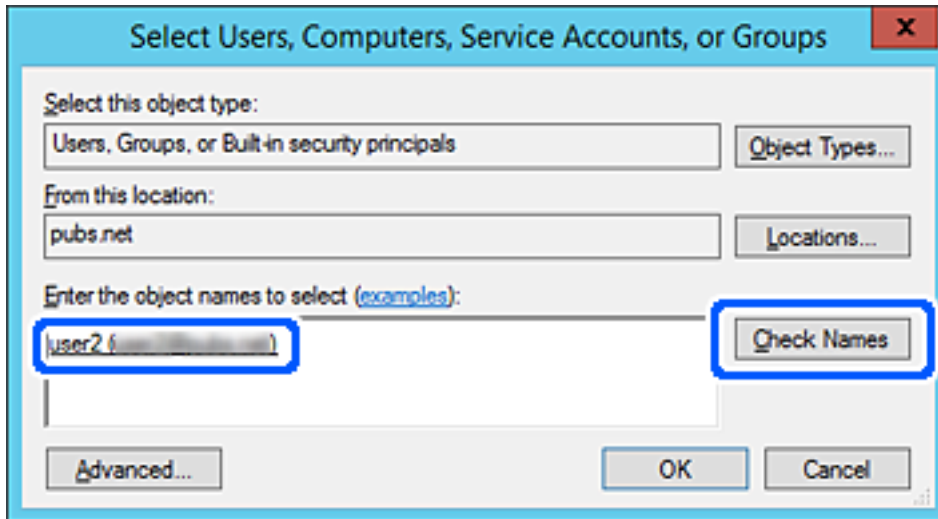 Select Users, Computers, Service Accounts, or Groups
x
Select this object type:
Users, Groups, or Built-in security principals
Object Types...
From this location:
pubs.net
Locations...
Enter the object names to select (examples):
user2 ( )
Check Names
Advanced...
OK
Cancel